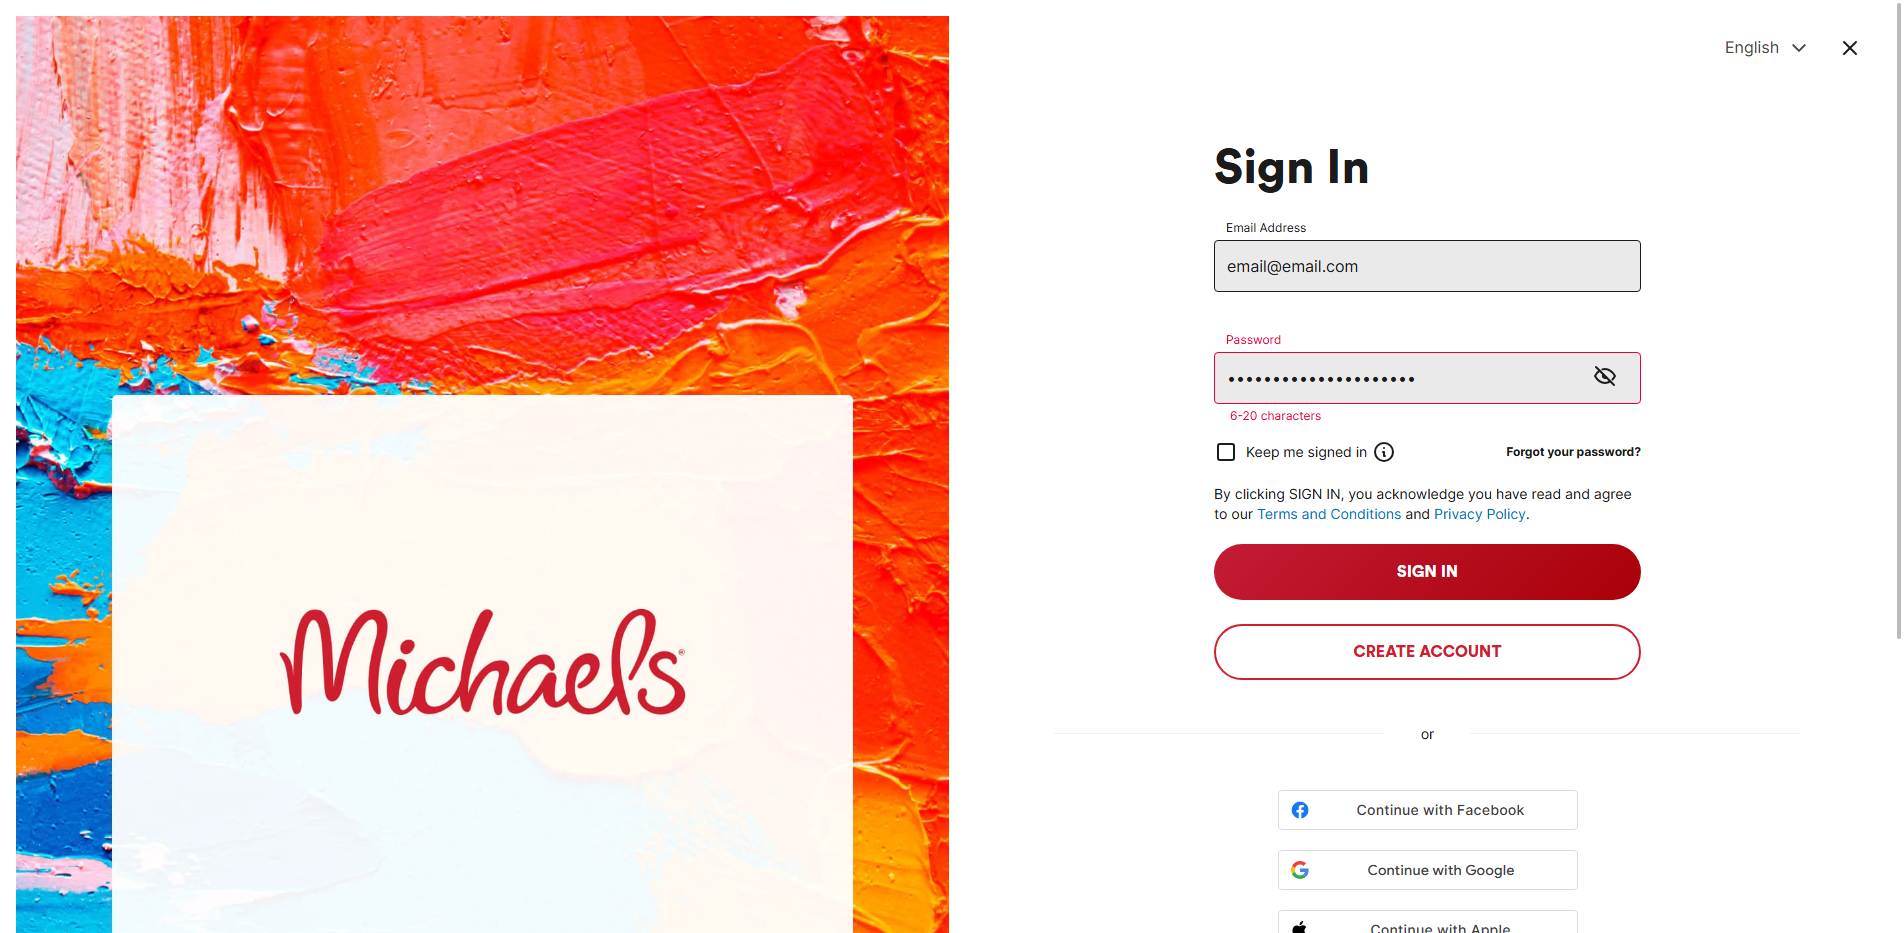 English
Sign In
Email Address
email@email.com
Password
•••••••••••••••••••••
6-20 characters
Keep me signed in
Forgot your password?
By clicking SIGN IN, you acknowledge you have read and agree
to our Terms and Conditions and Privacy Policy.
SIGN IN
CREATE ACCOUNT
or
Continue with Facebook
Continue with Google
Continue with Apple
Michaels®